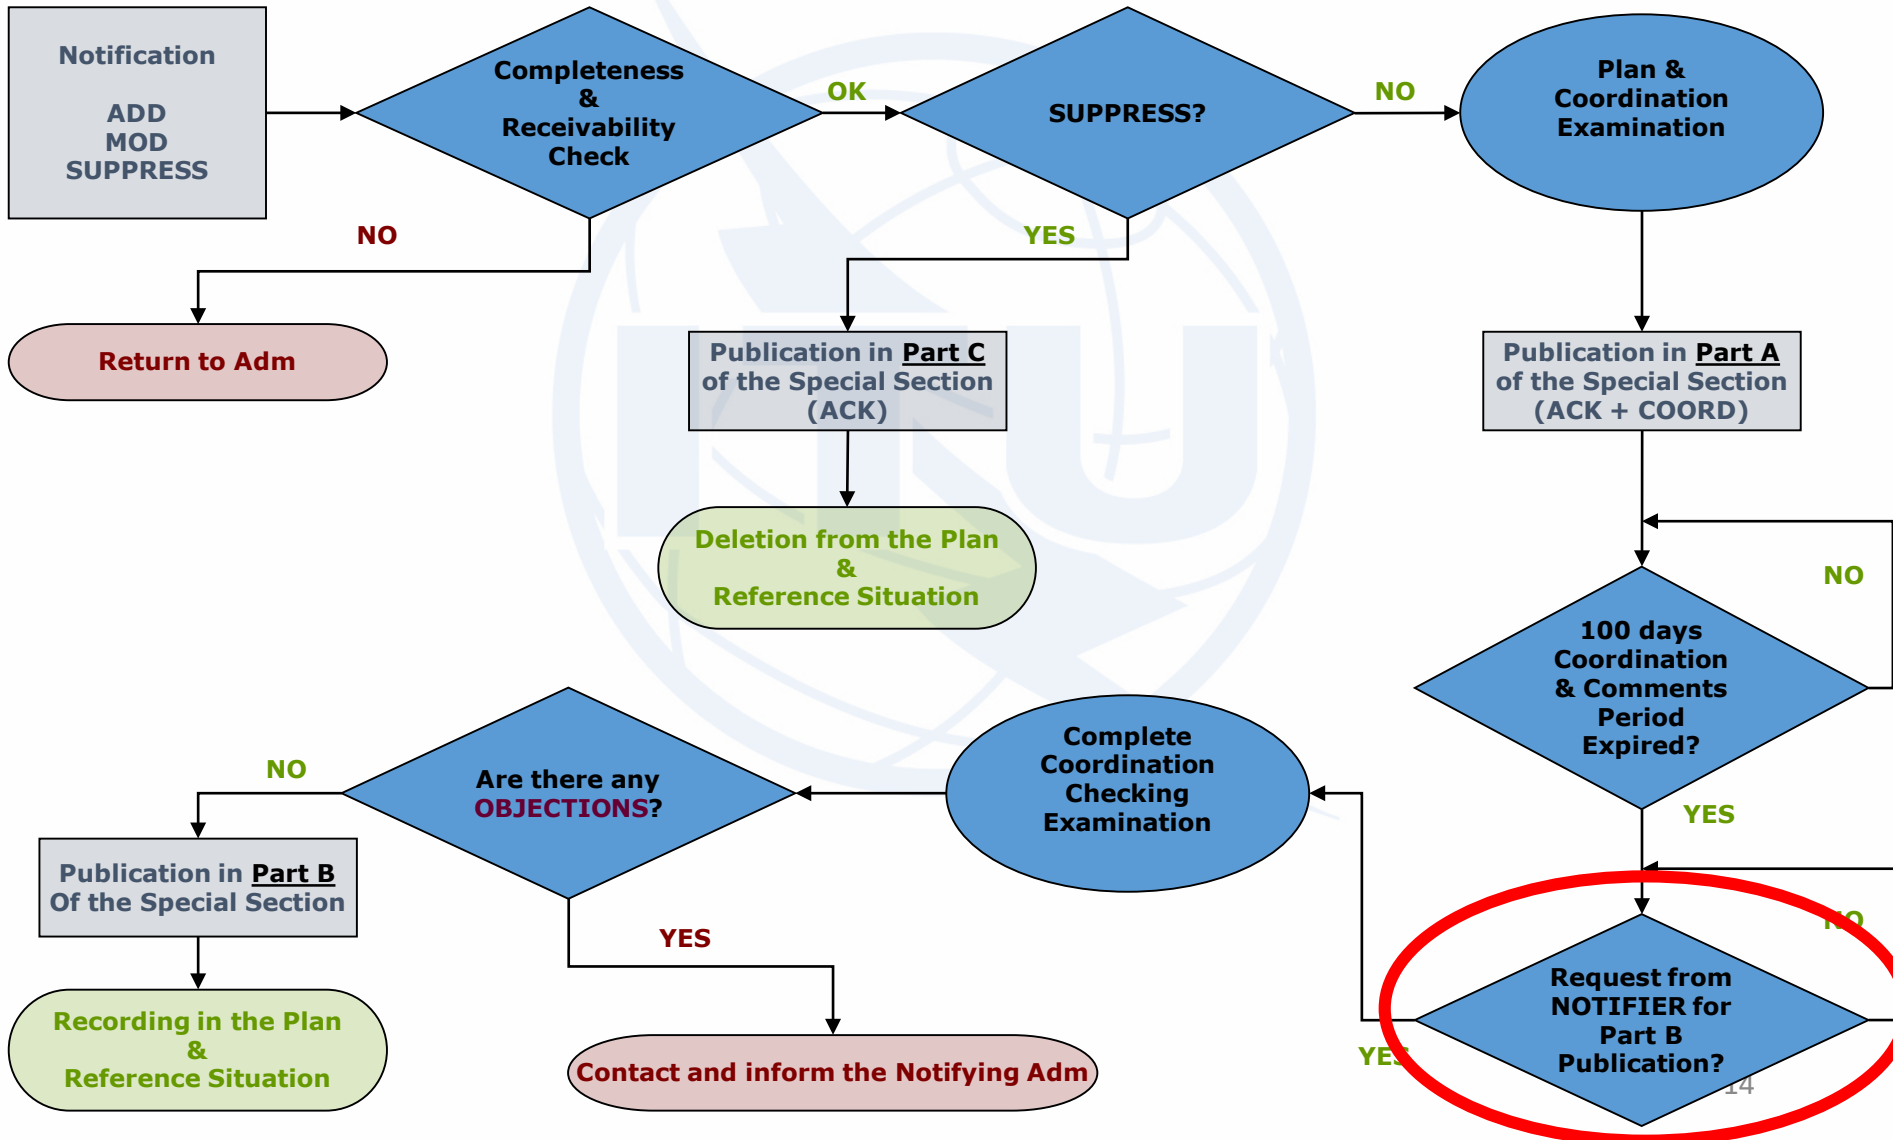 Notification
ADD
MOD
SUPPRESS
Completeness
&
Receivability
Check
OK
SUPPRESS?
NO
Plan &
Coordination
Examination
NO
Return to Adm
YES
Publication in Part C
of the Special Section
(ACK)
Deletion from the Plan
&
Reference Situation
Publication in Part A
of the Special Section
(ACK + COORD)
NO
100 days
Coordination
& Comments
Period
Expired?
YES
NO
Request from
NOTIFIER for
Part B
Publication?
YES
Complete
Coordination
Checking
Examination
Are there any
OBJECTIONS?
NO
Publication in Part B
Of the Special Section
Recording in the Plan
&
Reference Situation
YES
Contact and inform the Notifying Adm
14
ITU